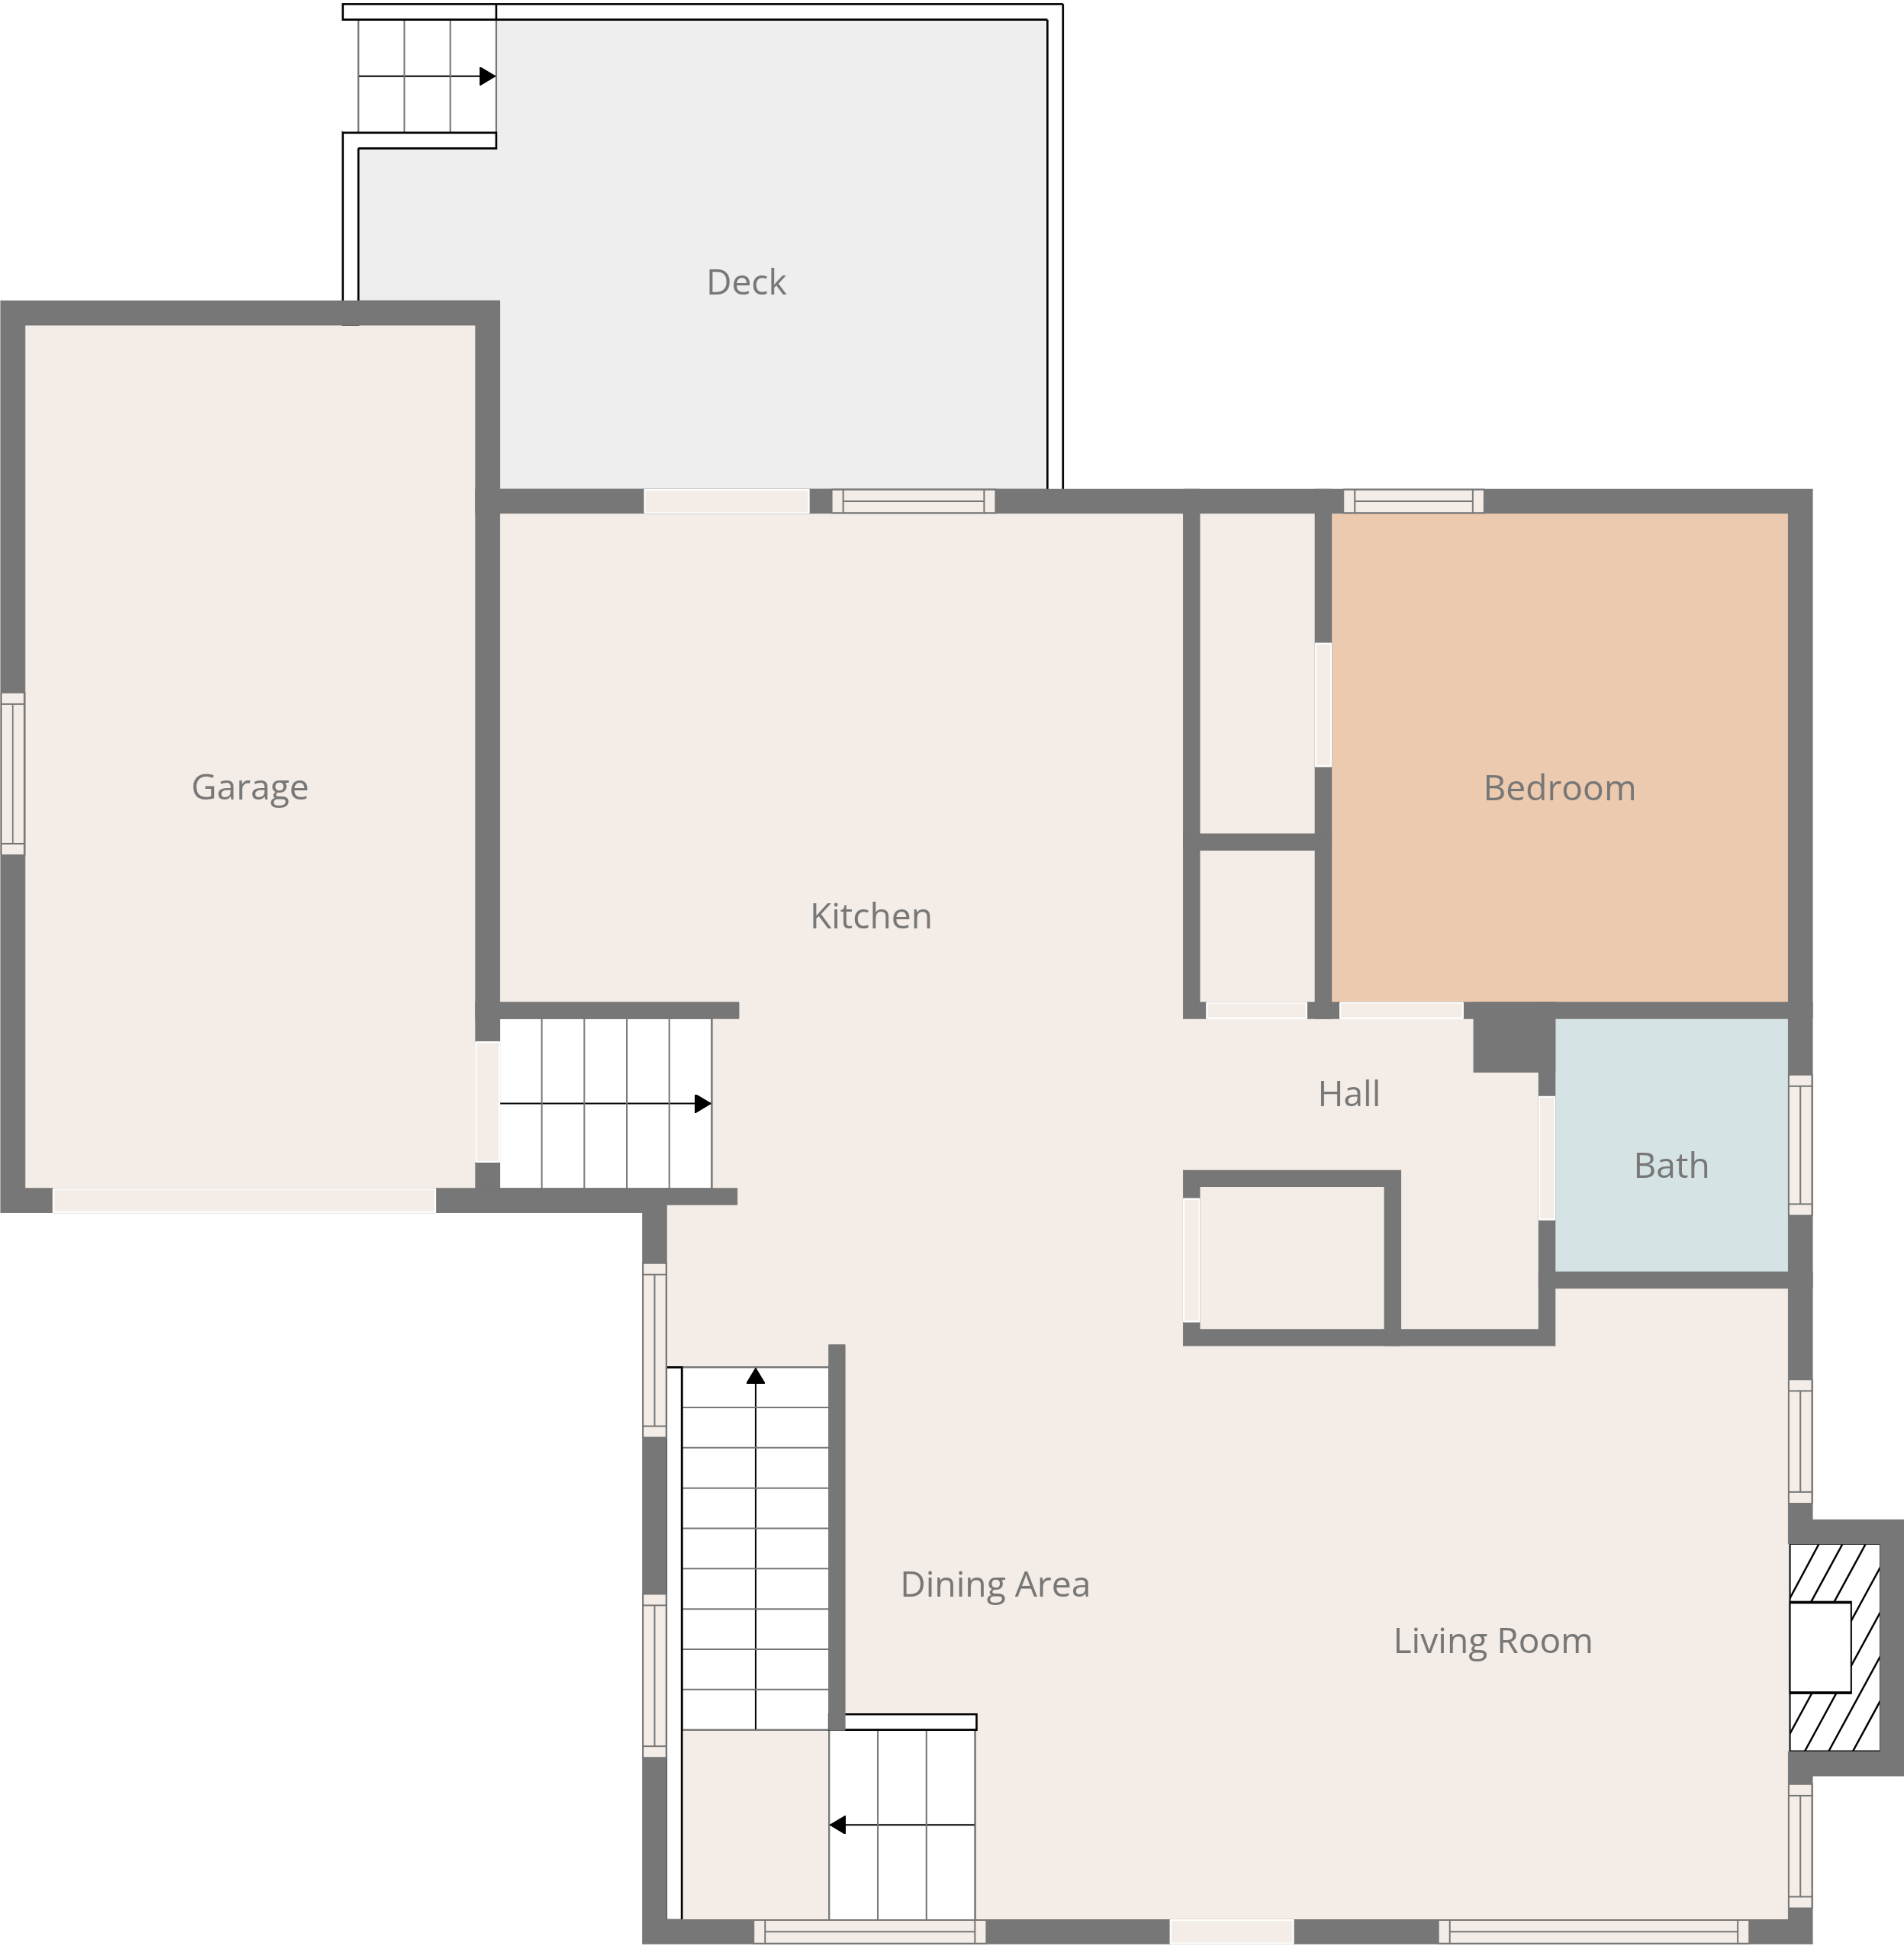 Deck
Garage
Bedroom
Kitchen
Hall
Bath
Dining Area
Living Room